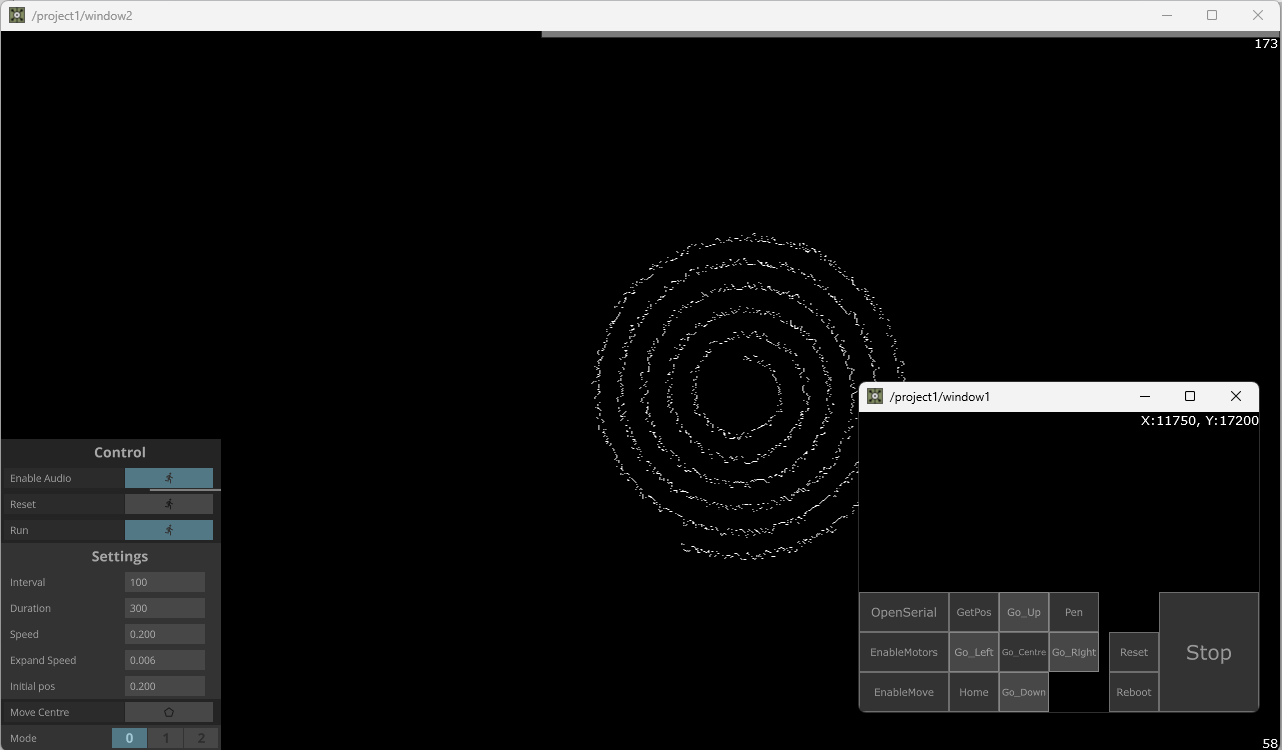 /project1/window2
173
/project1/window1
X:11750, Y:17200
Control
Enable Audio
Reset
Run
Settings
Interval 100
Duration 300
Speed 0.200
Expand Speed 0.006
Initial pos 0.200
Move Centre
Mode 0 1 2
OpenSerial GetPos Go_Up Pen
EnableMotors Go_Left Go_Centre Go_Right Reset Stop
EnableMove Home Go_Down Reboot
58